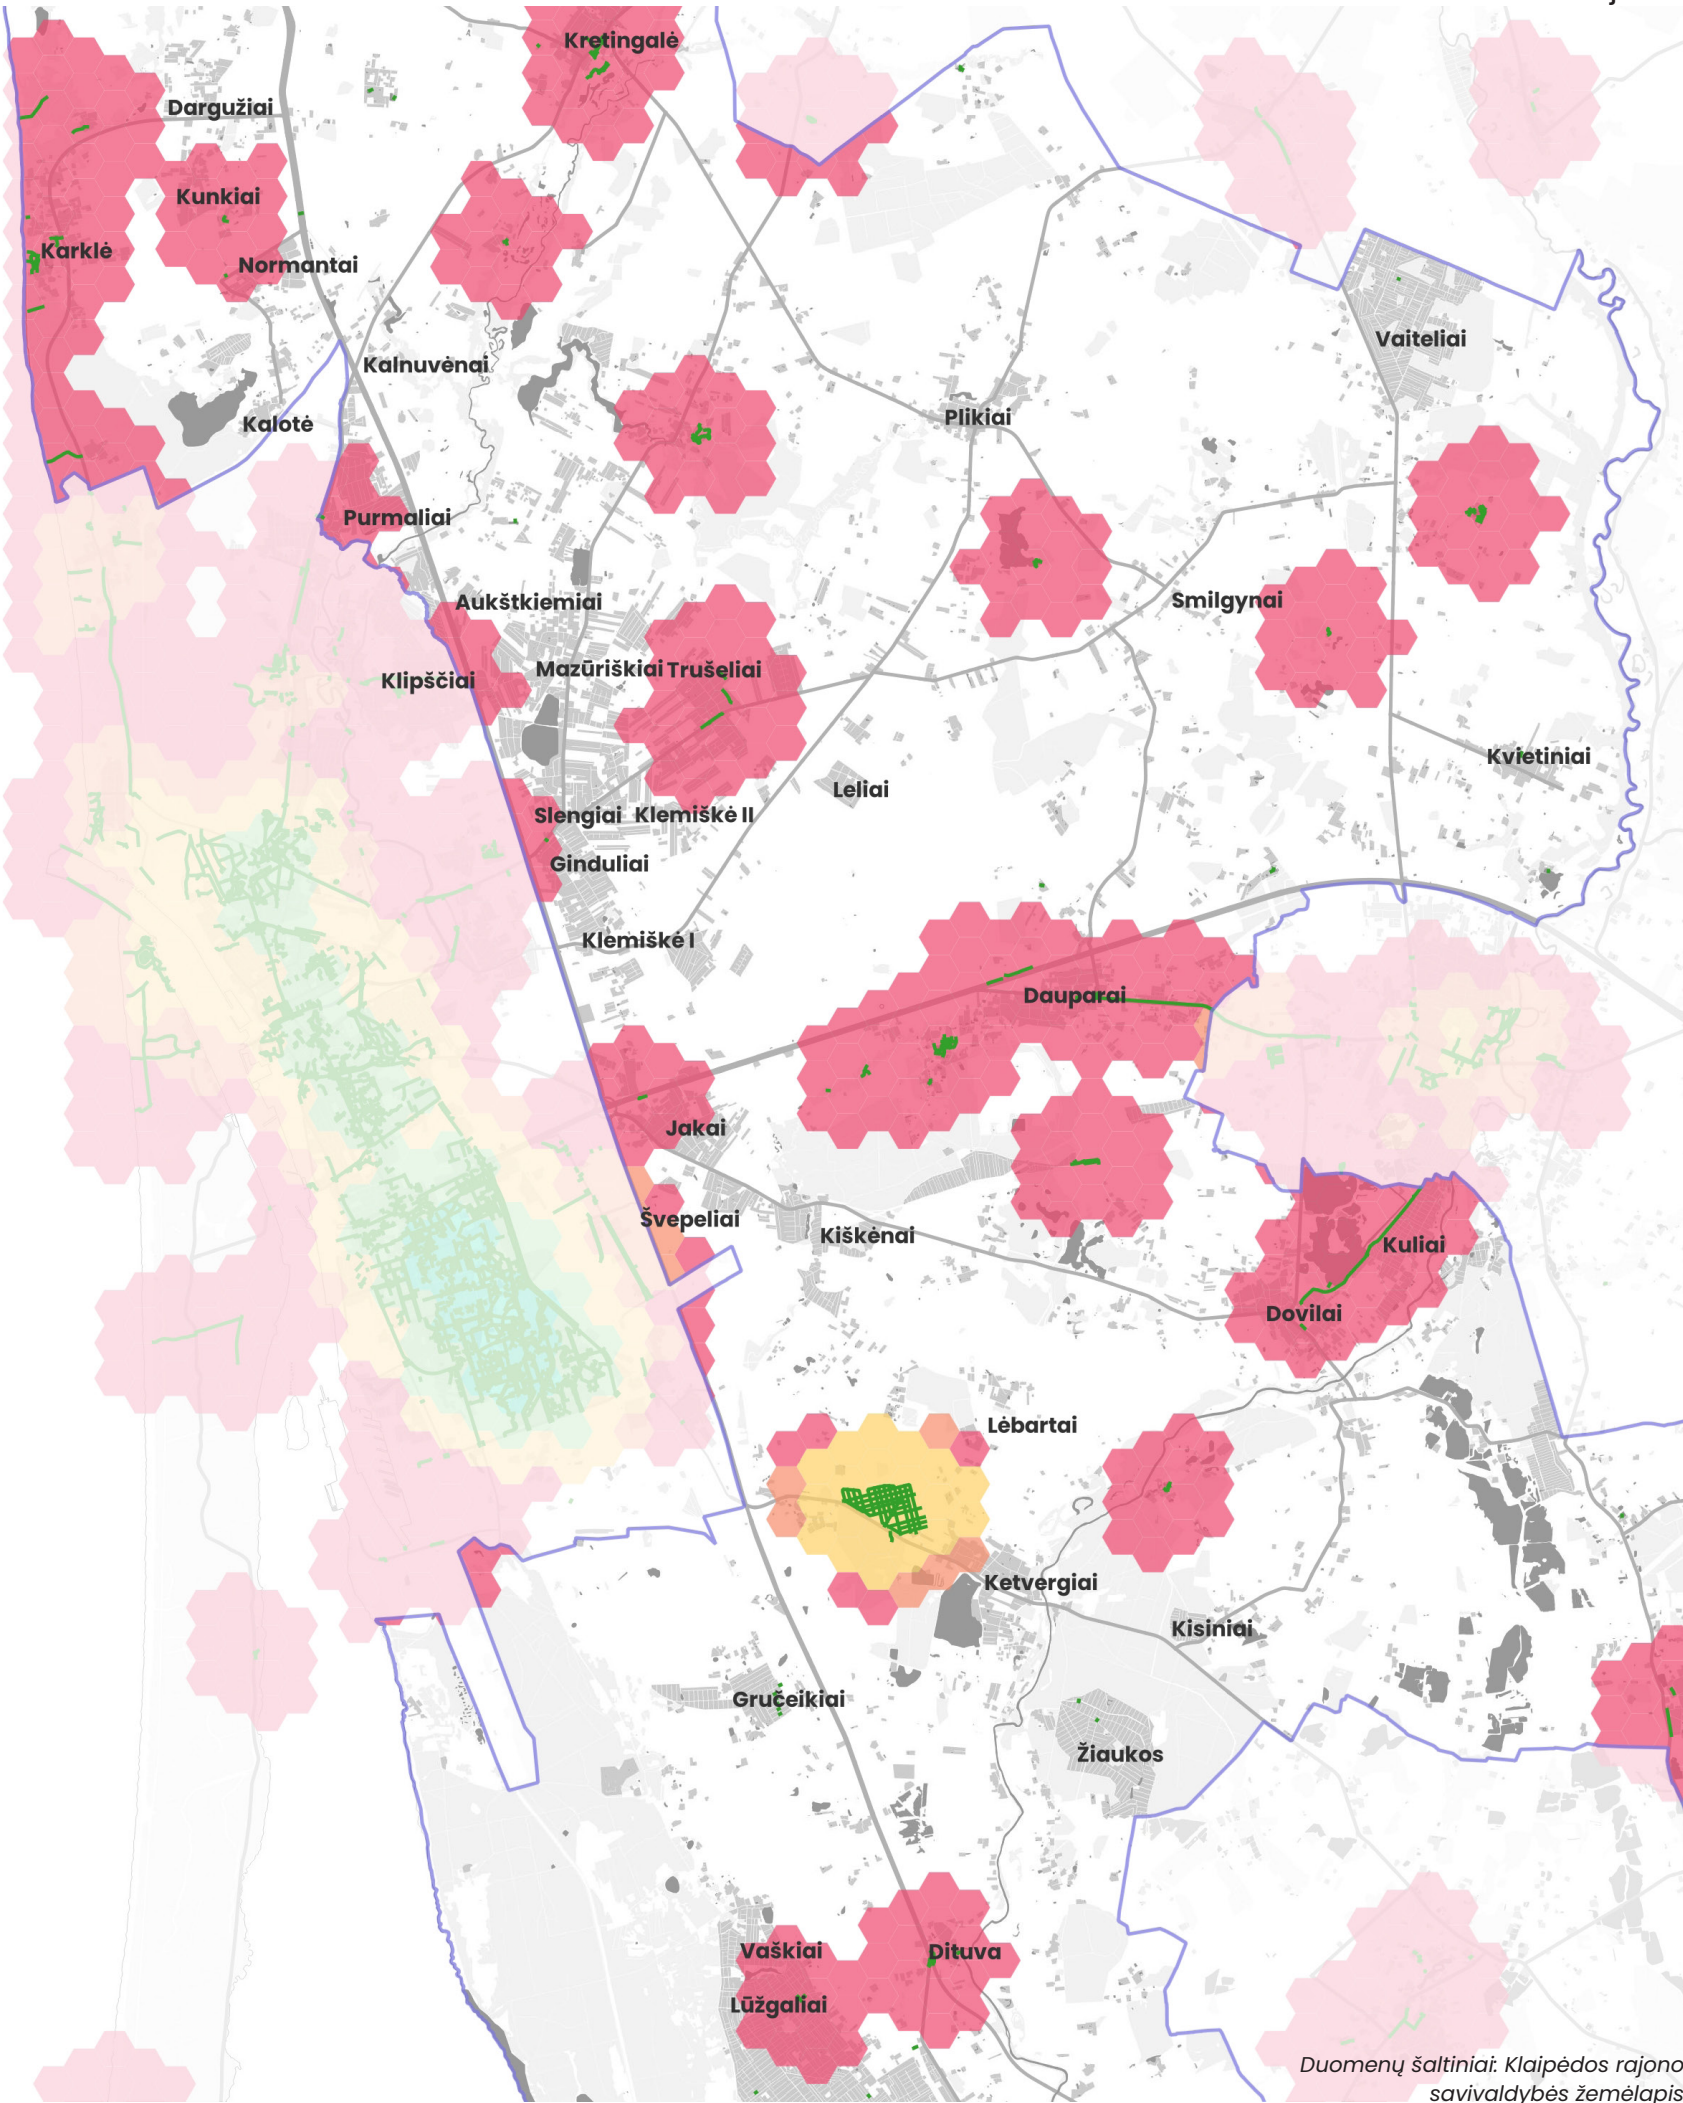 Kretingalė
Dargužiai
Kunkiai
Karklė
Normantai
Vaiteliai
Kalnuvėnai
Plikiai
Kalotė
Purmaliai
Aukštkiemiai
Smilgynai
Mazūriškiai
Trušeliai
Klipščiai
Kvietiniai
Leliai
Slengiai
Klemiškė II
Ginduliai
Klemiškė I
Dauparai
Jakai
Švepeliai
Kiškėnai
Kuliai
Dovilai
Lėbartai
Ketvergiai
Kisiniai
Gručeikiai
Žiaukos
Vaškiai
Dituva
Lūžgaliai
Duomenų šaltiniai: Klaipėdos rajono
savivaldybės žemėlapis